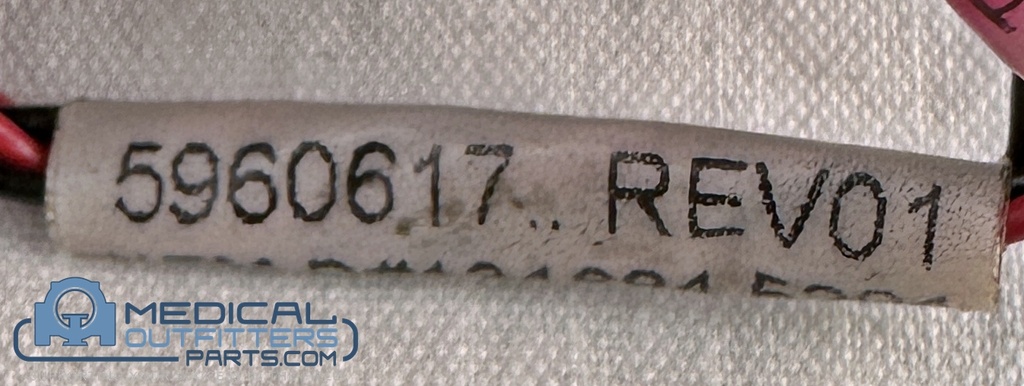 5960617.. REV01
MEDICAL
OUTFITTERS
PARTS.COM